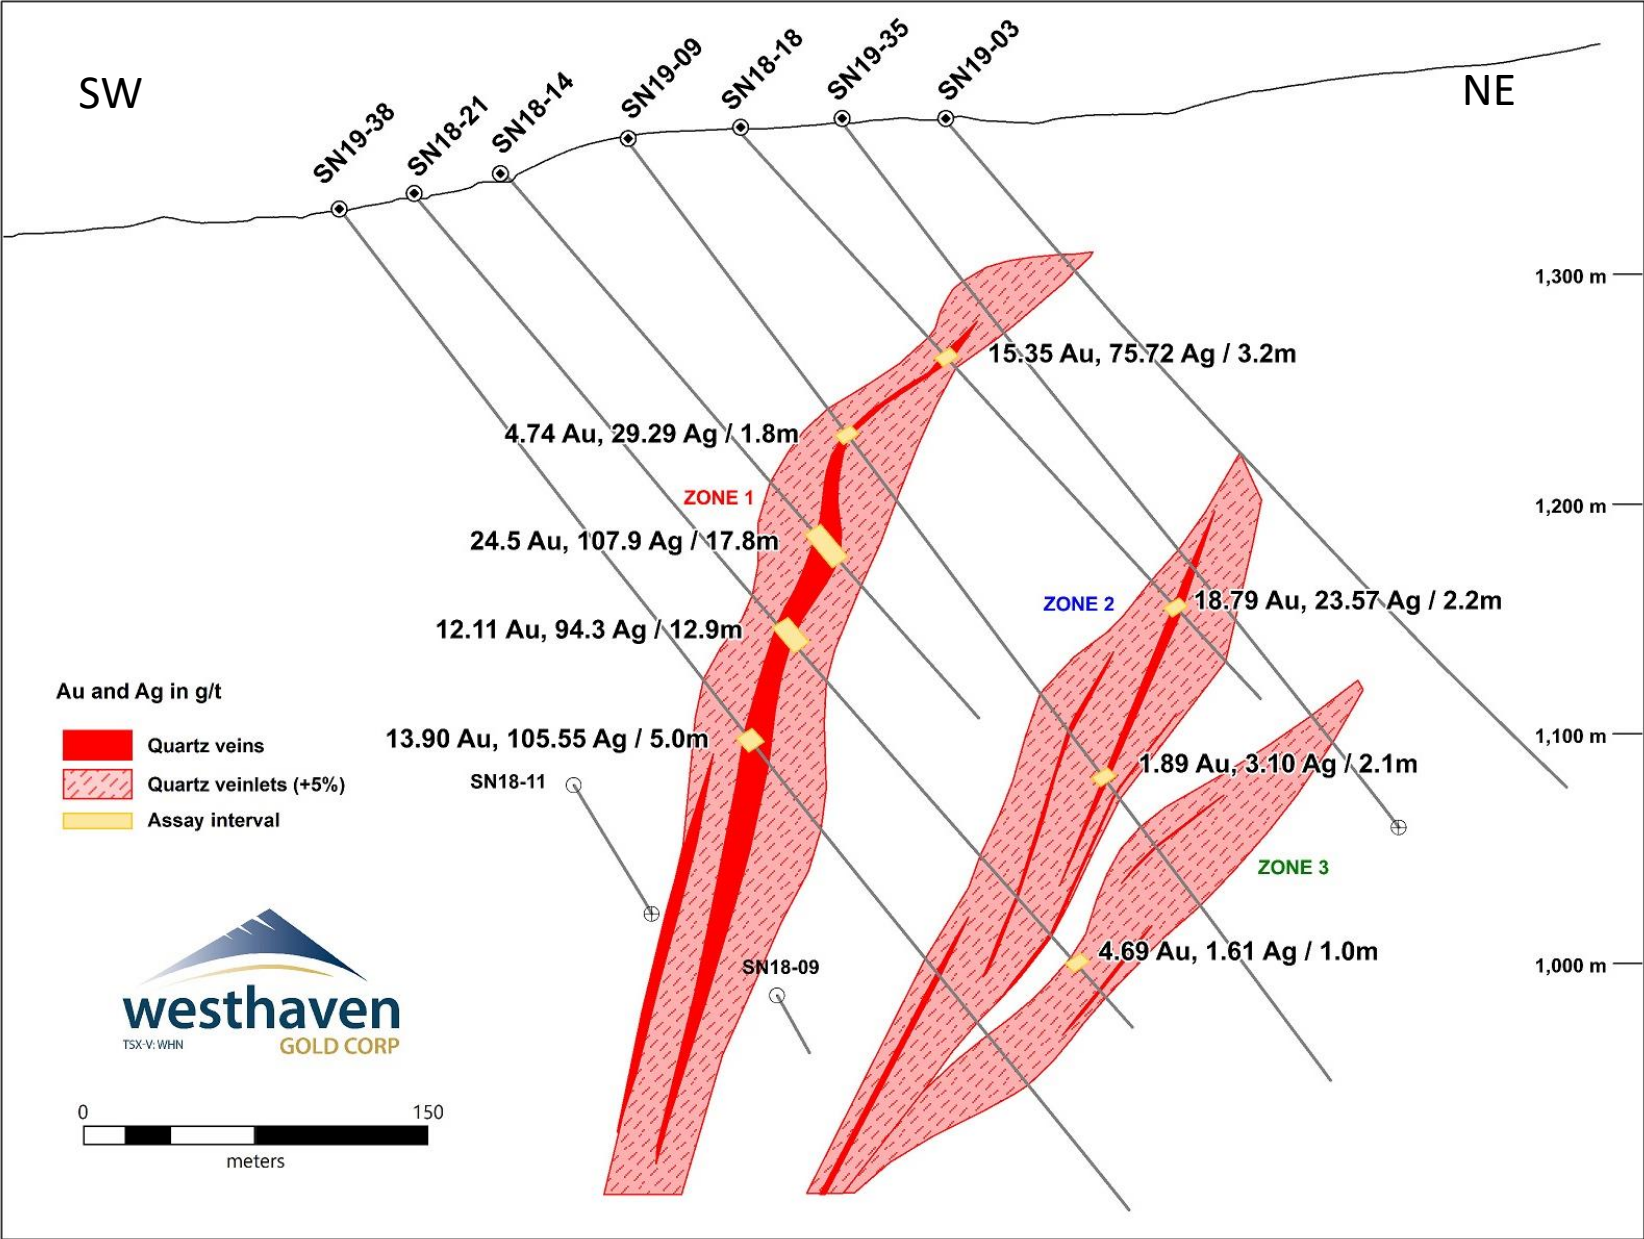 SW
NE
SN19-38
SN18-21
SN18-14
SN19-09
SN18-18
SN19-35
SN19-03
1,300 m
15.35 Au, 75.72 Ag / 3.2m
4.74 Au, 29.29 Ag / 1.8m
ZONE 1
1,200 m
24.5 Au, 107.9 Ag / 17.8m
ZONE 2
18.79 Au, 23.57 Ag / 2.2m
12.11 Au, 94.3 Ag / 12.9m
Au and Ag in g/t
Quartz veins
Quartz veinlets (+5%)
Assay interval
13.90 Au, 105.55 Ag / 5.0m
1,100 m
1.89 Au, 3.10 Ag / 2.1m
SN18-11
ZONE 3
4.69 Au, 1.61 Ag / 1.0m
SN18-09
1,000 m
westhaven
TSX-V: WHN
GOLD CORP
0 150
meters